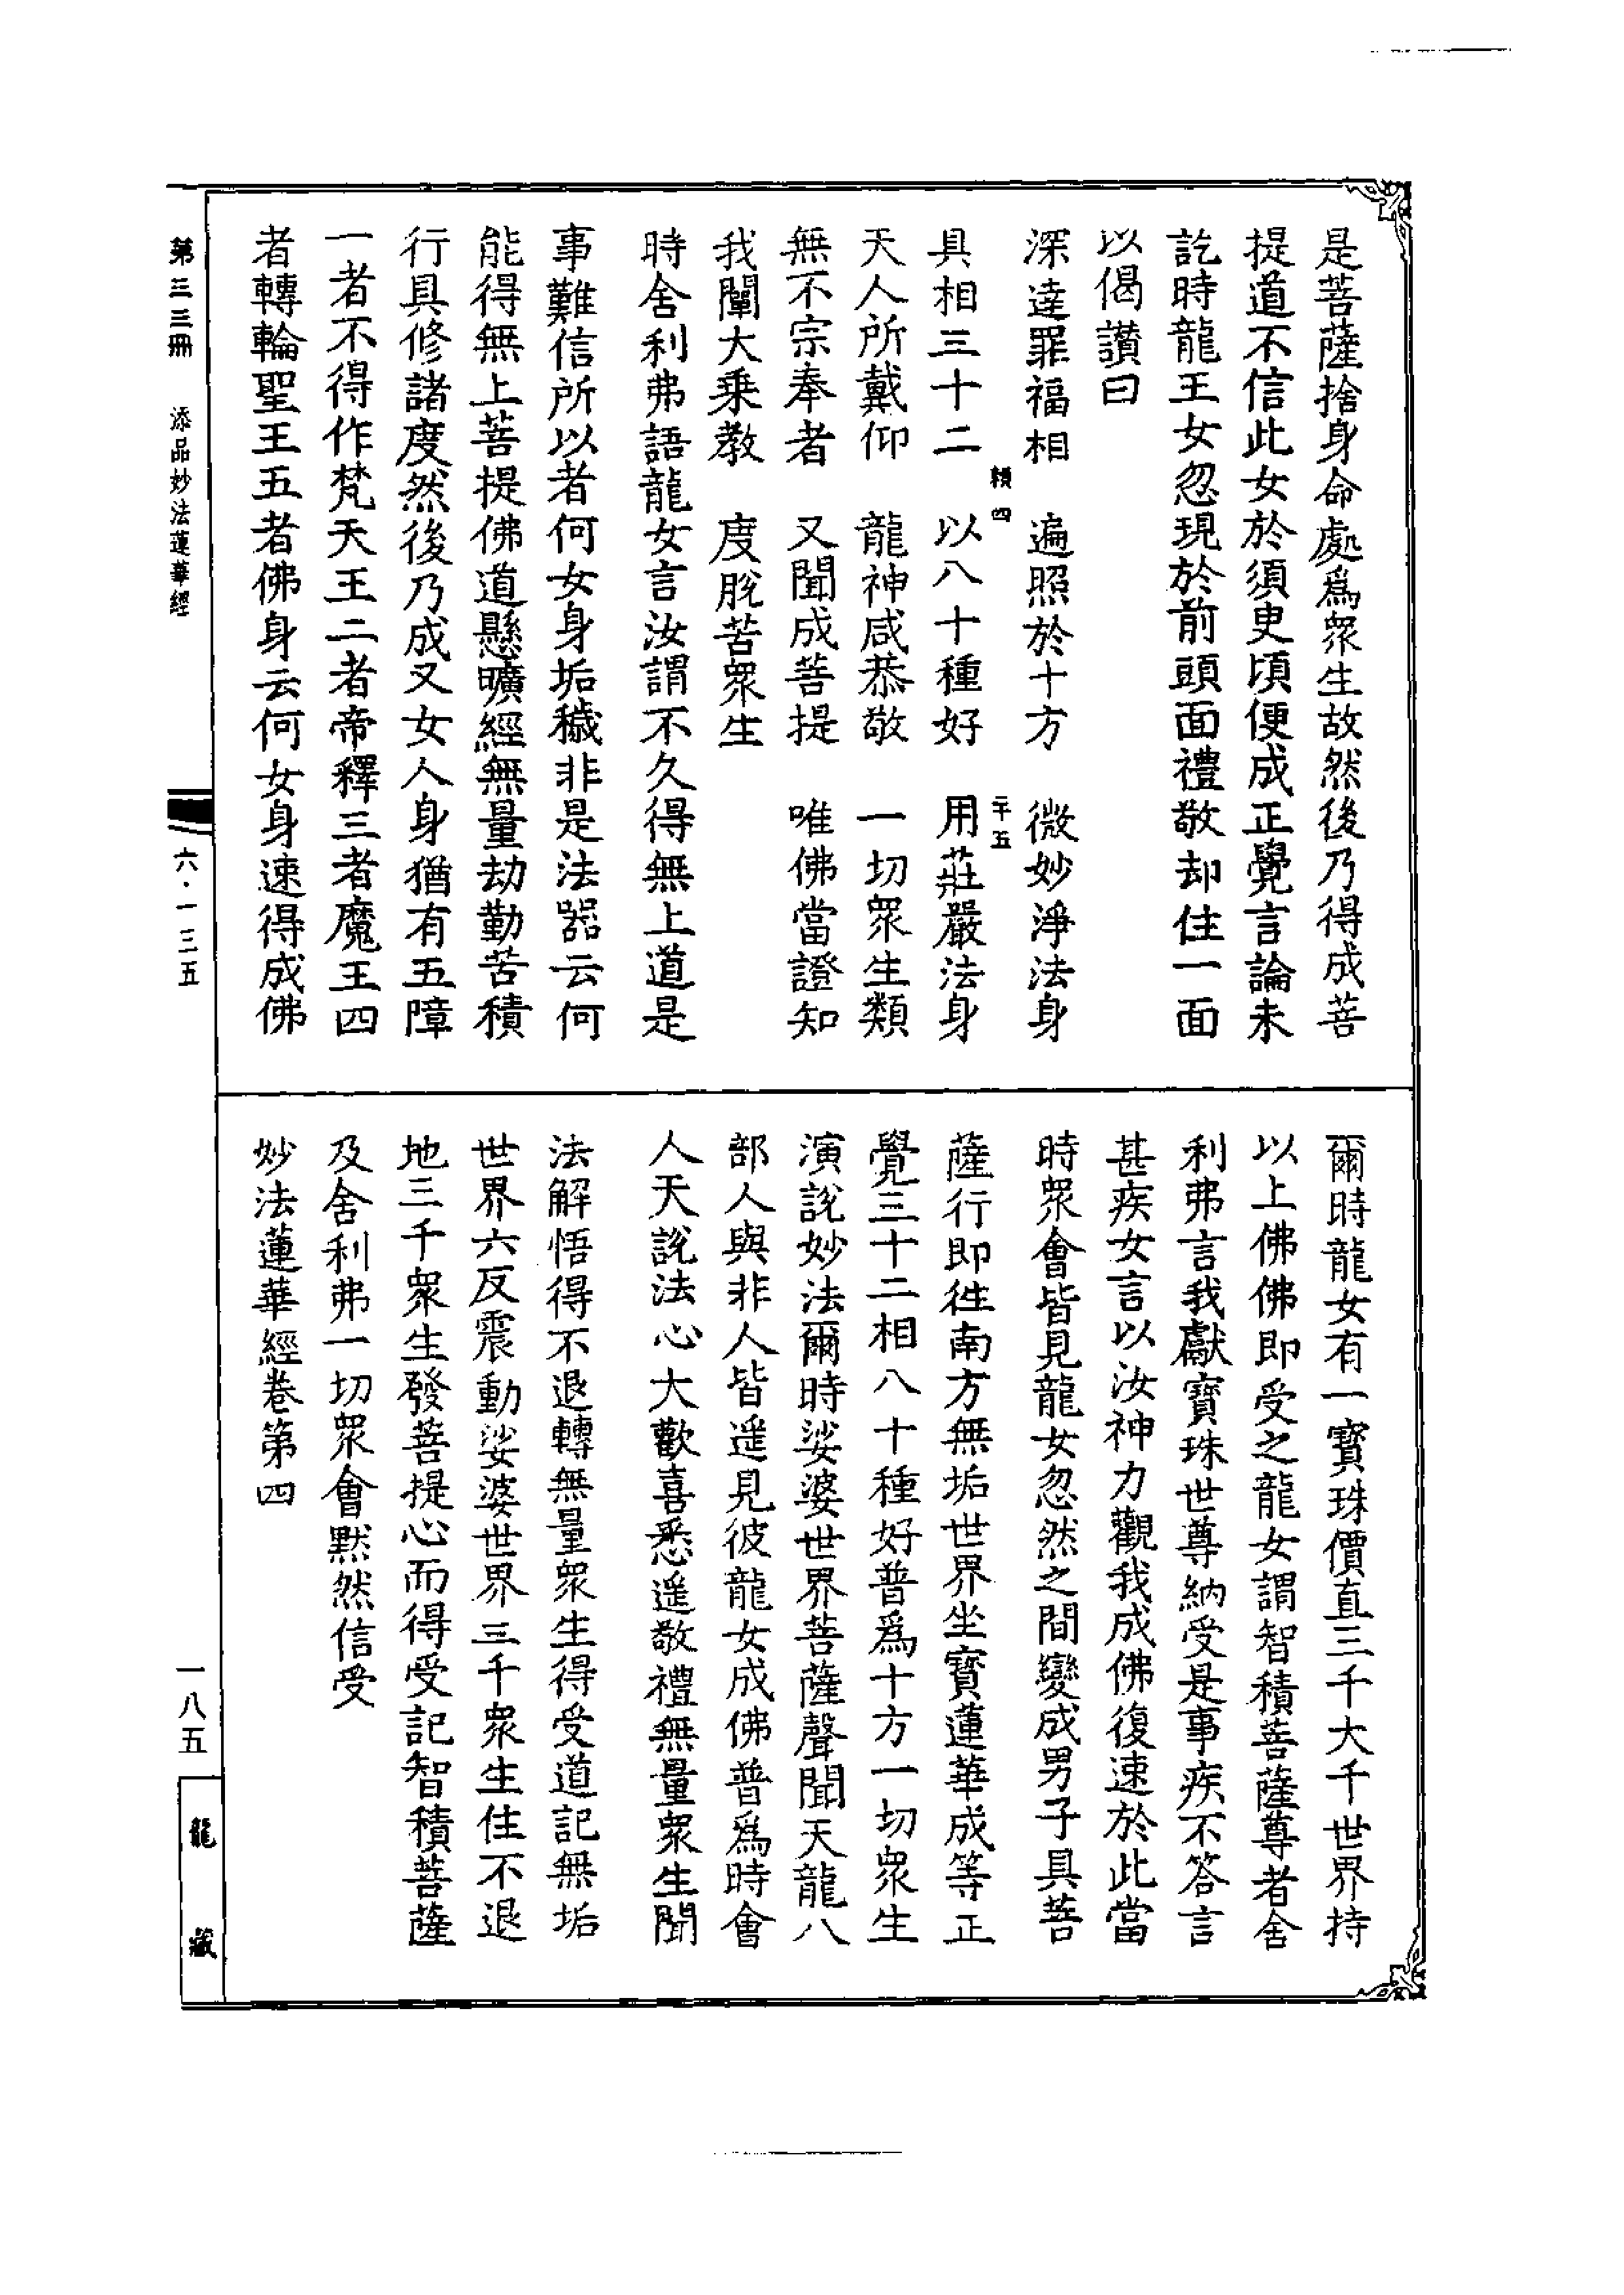 是菩薩捨身命處爲衆生故然後乃得成菩
提道不信此女於須臾頃便成正覺言論未
訖時龍王女忽現於前頭面禮敬却住一面
以偈讃曰
深達罪福相　遍照於十方　微妙淨法身
頼四　二十五
具相三十二　以八十種好　用莊嚴法身
天人所戴仰　龍神咸恭敬　一切衆生類
無不宗奉者　又聞成菩提　唯佛當證知
我闡大乘教　度脫苦衆生
時舍利弗語龍女言汝謂不久得無上道是
事難信所以者何女身垢穢非是法器云何
能得無上菩提佛道懸曠經無量劫勤苦積
行具修諸度然後乃成又女人身猶有五障
一者不得作梵天王二者帝釋三者魔王四
者轉輪聖王五者佛身云何女身速得成佛
爾時龍女有一寶珠價直三千大千世界持
以上佛佛即受之龍女謂智積菩薩尊者舍
利弗言我獻寶珠世尊納受是事疾不答言
甚疾女言以汝神力觀我成佛復速於此當
時衆會皆見龍女忽然之間變成男子具菩
薩行即徃南方無垢世界坐寶蓮華成等正
覺三十二相八十種好普爲十方一切衆生
演說妙法爾時娑婆世界菩薩聲聞天龍八
部人與非人皆遥見彼龍女成佛普爲時會
人天說法心大歡喜悉遥敬禮無量衆生聞
法解悟得不退轉無量衆生得受道記無垢
世界六反震動娑婆世界三千衆生住不退
地三千衆生發菩提心而得受記智積菩薩
及舍利弗一切衆會默然信受
妙法蓮華經卷第四
第三三冊　添品妙法蓮華經
六·一三五
一八五
龍藏